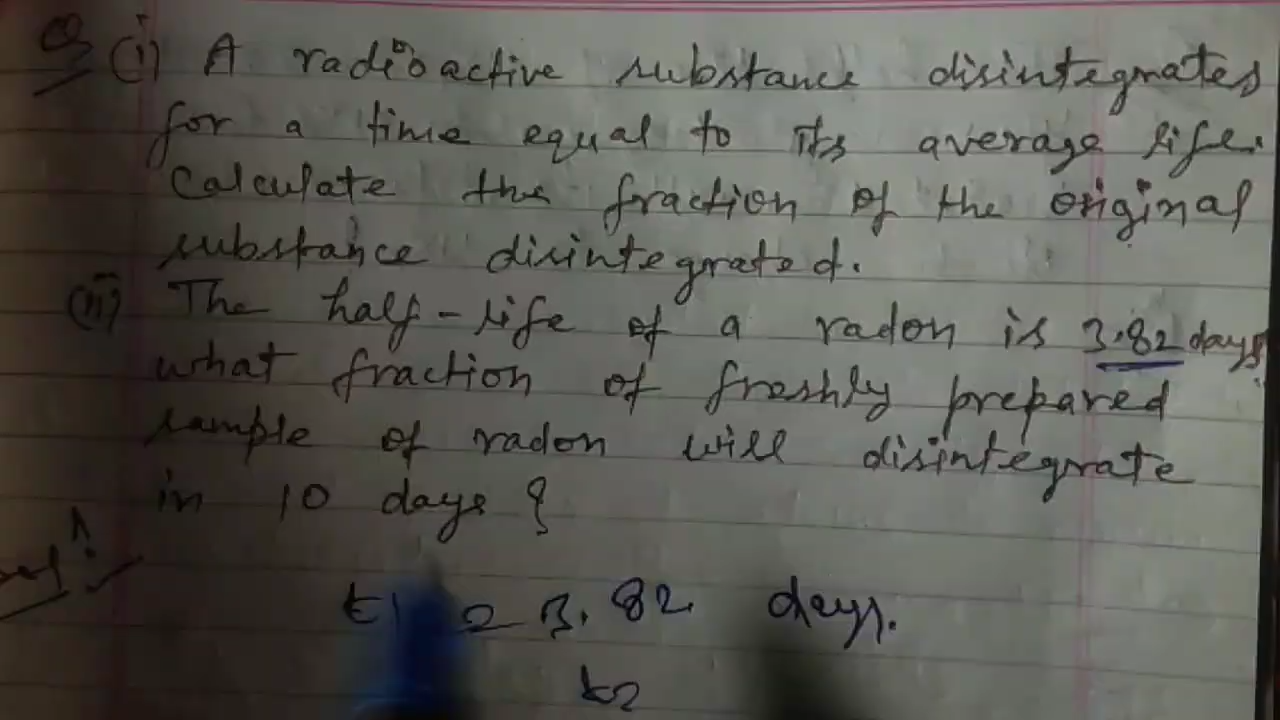 Q (i) A radioactive substance disintegrates
for a time equal to its average life.
Calculate the fraction of the original
substance disintegrated.
(ii) The half-life of a radon is 3.82 days
what fraction of freshly prepared
sample of radon will disintegrate
in 10 days ?
t1 = 3.82 days.
t2